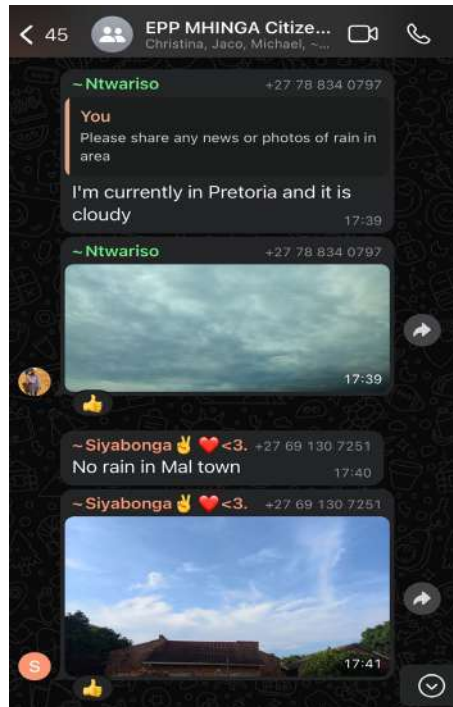 45
EPP MHINGA Citize...
Christina, Jaco, Michael, ~...
~Ntwariso +27 78 834 0797
You
Please share any news or photos of rain in
area
I'm currently in Pretoria and it is
cloudy
17:39
~Ntwariso +27 78 834 0797
17:39
~Siyabonga✌️❤️<3. +27 69 130 7251
No rain in Mal town
17:40
~Siyabonga✌️❤️<3. +27 69 130 7251
17:41
S